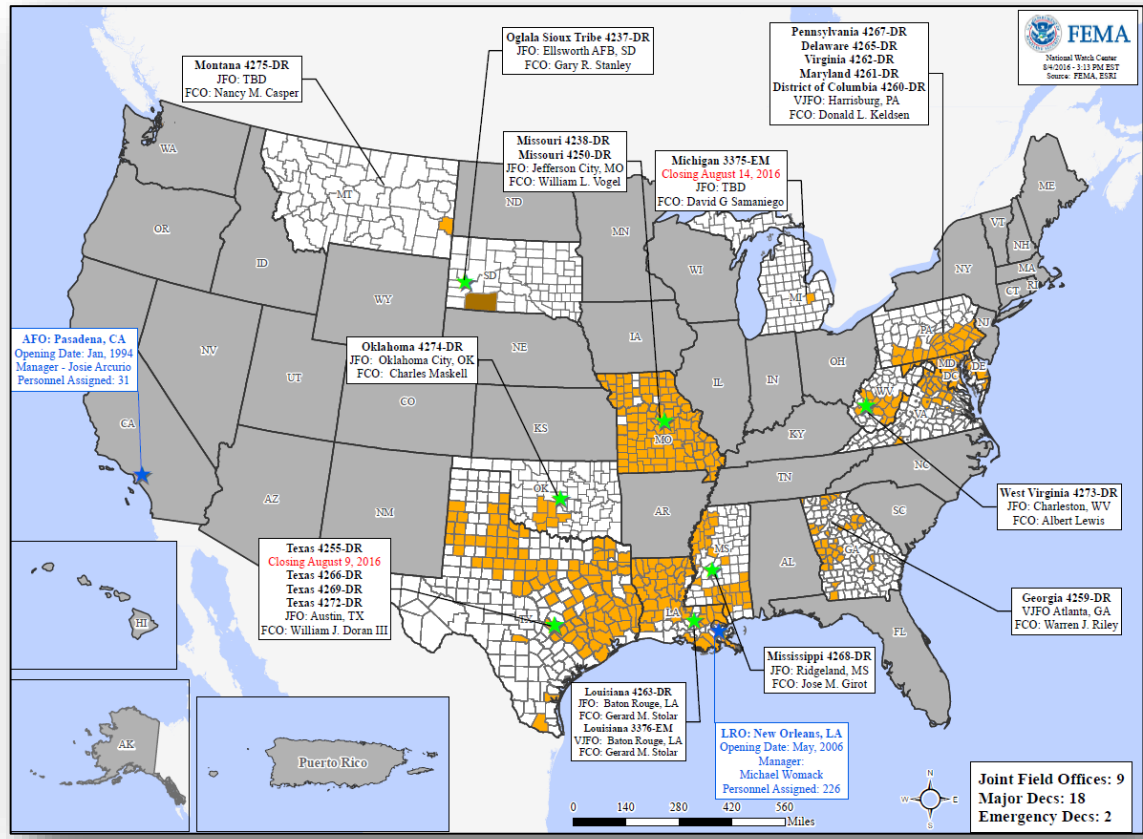 FEMA
National Watch Center
8/4/2016 - 3:13 PM EST
Source: FEMA, ESRI
Pennsylvania 4267-DR
Delaware 4265-DR
Virginia 4262-DR
Maryland 4261-DR
District of Columbia 4260-DR
VJFO: Harrisburg, PA
FCO: Donald L. Keldsen
Oglala Sioux Tribe 4237-DR
JFO: Ellsworth AFB, SD
FCO: Gary R. Stanley
Montana 4275-DR
JFO: TBD
FCO: Nancy M. Casper
Missouri 4238-DR
Missouri 4250-DR
JFO: Jefferson City, MO
FCO: William L. Vogel
Michigan 3375-EM
Closing August 14, 2016
JFO: TBD
FCO: David G Samaniego
WA
MT
ND
MN
ME
VT
NH
OR
ID
SD
WI
NY
MA
CT
RI
WY
MI
IA
PA
NJ
AFO: Pasadena, CA
Opening Date: Jan, 1994
Manager - Josie Arcurio
Personnel Assigned: 31
NV
UT
NE
Oklahoma 4274-DR
JFO: Oklahoma City, OK
FCO: Charles Maskell
IL
IN
OH
MD
DC
DE
WV
VA
CA
CO
KS
MO
KY
AZ
NM
OK
AR
TN
NC
SC
West Virginia 4273-DR
JFO: Charleston, WV
FCO: Albert Lewis
Texas 4255-DR
Closing August 9, 2016
Texas 4266-DR
Texas 4269-DR
Texas 4272-DR
JFO: Austin, TX
FCO: William J. Doran III
TX
LA
MS
AL
GA
FL
Georgia 4259-DR
VJFO Atlanta, GA
FCO: Warren J. Riley
HI
Mississippi 4268-DR
JFO: Ridgeland, MS
FCO: Jose M. Girot
Louisiana 4263-DR
JFO: Baton Rouge, LA
FCO: Gerard M. Stolar
Louisiana 3376-EM
VJFO: Baton Rouge, LA
FCO: Gerard M. Stolar
LRO: New Orleans, LA
Opening Date: May, 2006
Manager:
Michael Womack
Personnel Assigned: 226
AK
Puerto Rico
N
W
E
S
0 140 280 420 560
Miles
Joint Field Offices: 9
Major Decs: 18
Emergency Decs: 2